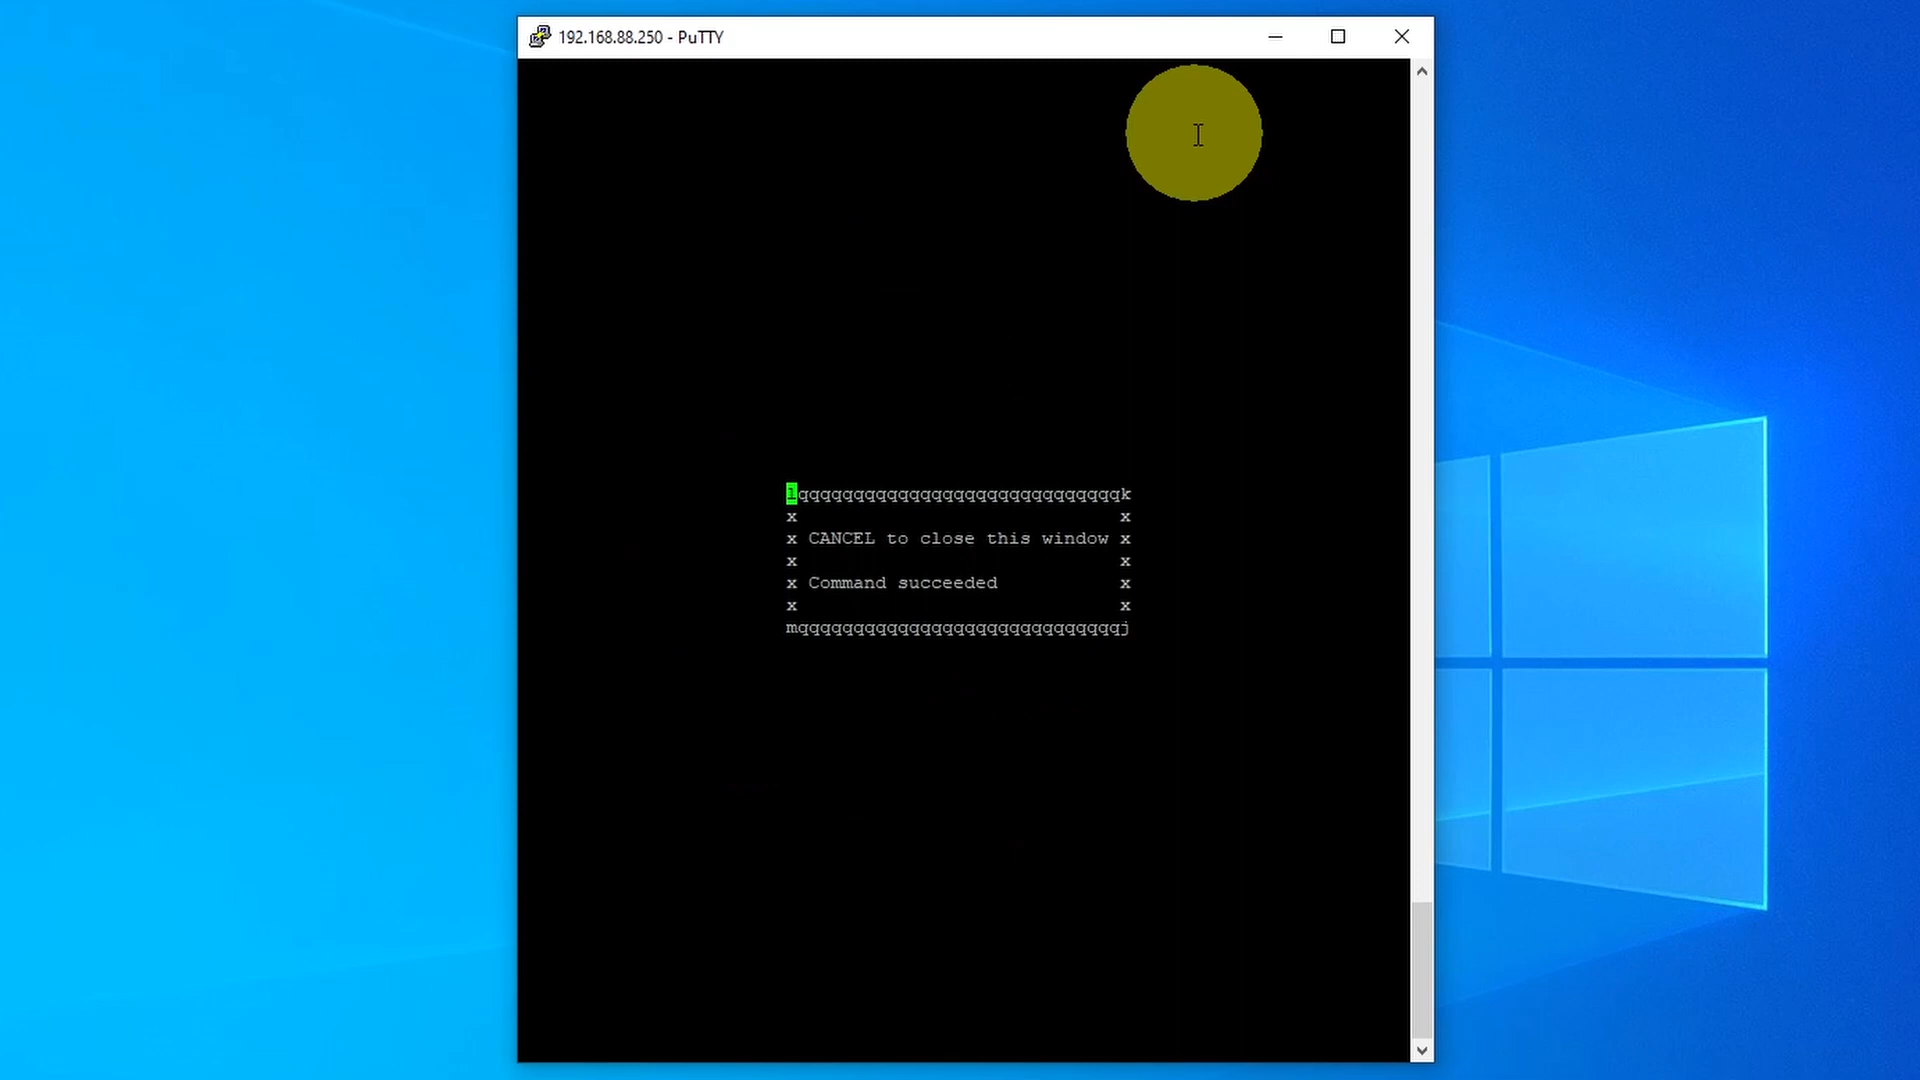 192.168.88.250 - PuTTY
lqqqqqqqqqqqqqqqqqqqqqqqqqqqqqk
x x
x CANCEL to close this window x
x x
x Command succeeded x
x x
mqqqqqqqqqqqqqqqqqqqqqqqqqqqqqj